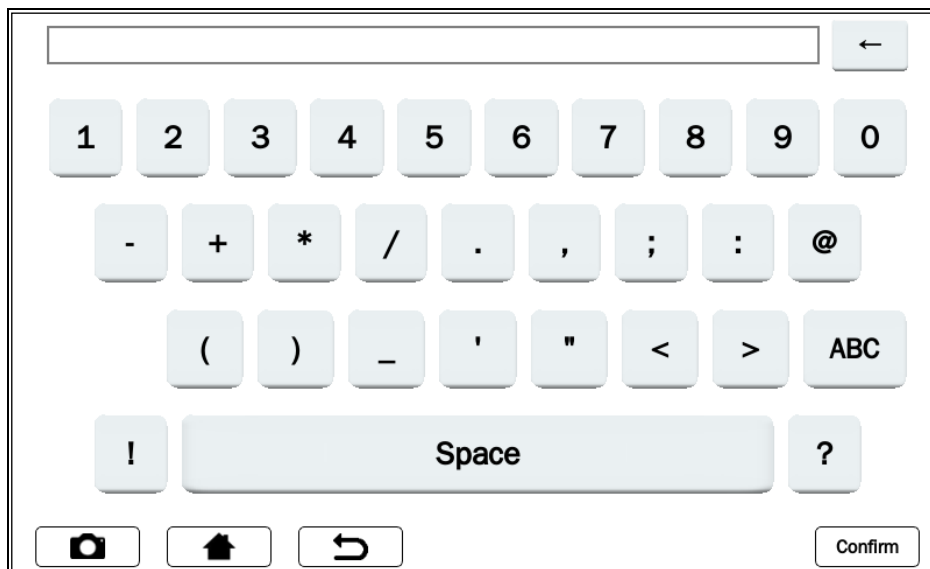 ←
1 2 3 4 5 6 7 8 9 0
- + * / . , ; : @
( ) _ ' " < > ABC
! Space ?
Confirm